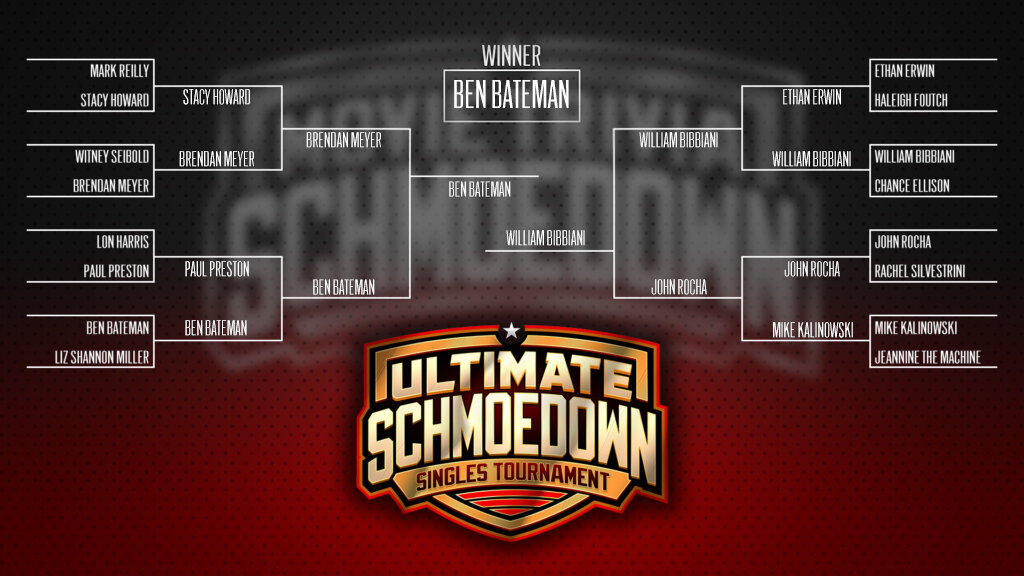 WINNER
BEN BATEMAN
MARK REILLY
STACY HOWARD
STACY HOWARD
BRENDAN MEYER
WITNEY SEIBOLD
BRENDAN MEYER
BRENDAN MEYER
BEN BATEMAN
LON HARRIS
PAUL PRESTON
PAUL PRESTON
BEN BATEMAN
BEN BATEMAN
BEN BATEMAN
LIZ SHANNON MILLER
ETHAN ERWIN
ETHAN ERWIN
HALEIGH FOUTCH
WILLIAM BIBBIANI
WILLIAM BIBBIANI
WILLIAM BIBBIANI
CHANCE ELLISON
WILLIAM BIBBIANI
JOHN ROCHA
JOHN ROCHA
RACHEL SILVESTRINI
JOHN ROCHA
MIKE KALINOWSKI
MIKE KALINOWSKI
JEANNINE THE MACHINE
MOVIE TRIVIA
SCHMOEDOWN
ULTIMATE
SCHMOEDOWN
SINGLES TOURNAMENT